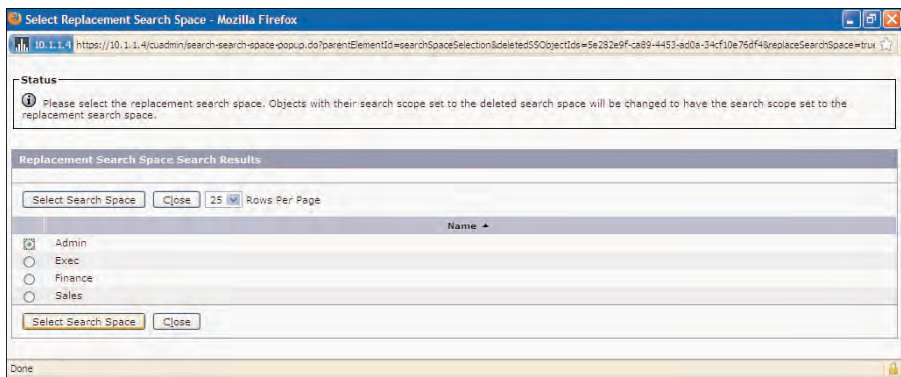 Select Replacement Search Space - Mozilla Firefox
10.1.1.4 https://10.1.1.4/cuadmin/search-search-space-popup.do?parentElementId=searchSpaceSelection&deletedSSObjectIds=5e282e9f-ca89-4453-ad0a-34cf10e76df4&replaceSearchSpace=true
Status
Please select the replacement search space. Objects with their search scope set to the deleted search space will be changed to have the search scope set to the
replacement search space.
Replacement Search Space Search Results
Select Search Space Close 25 Rows Per Page
Name
Admin
Exec
Finance
Sales
Select Search Space Close
Done